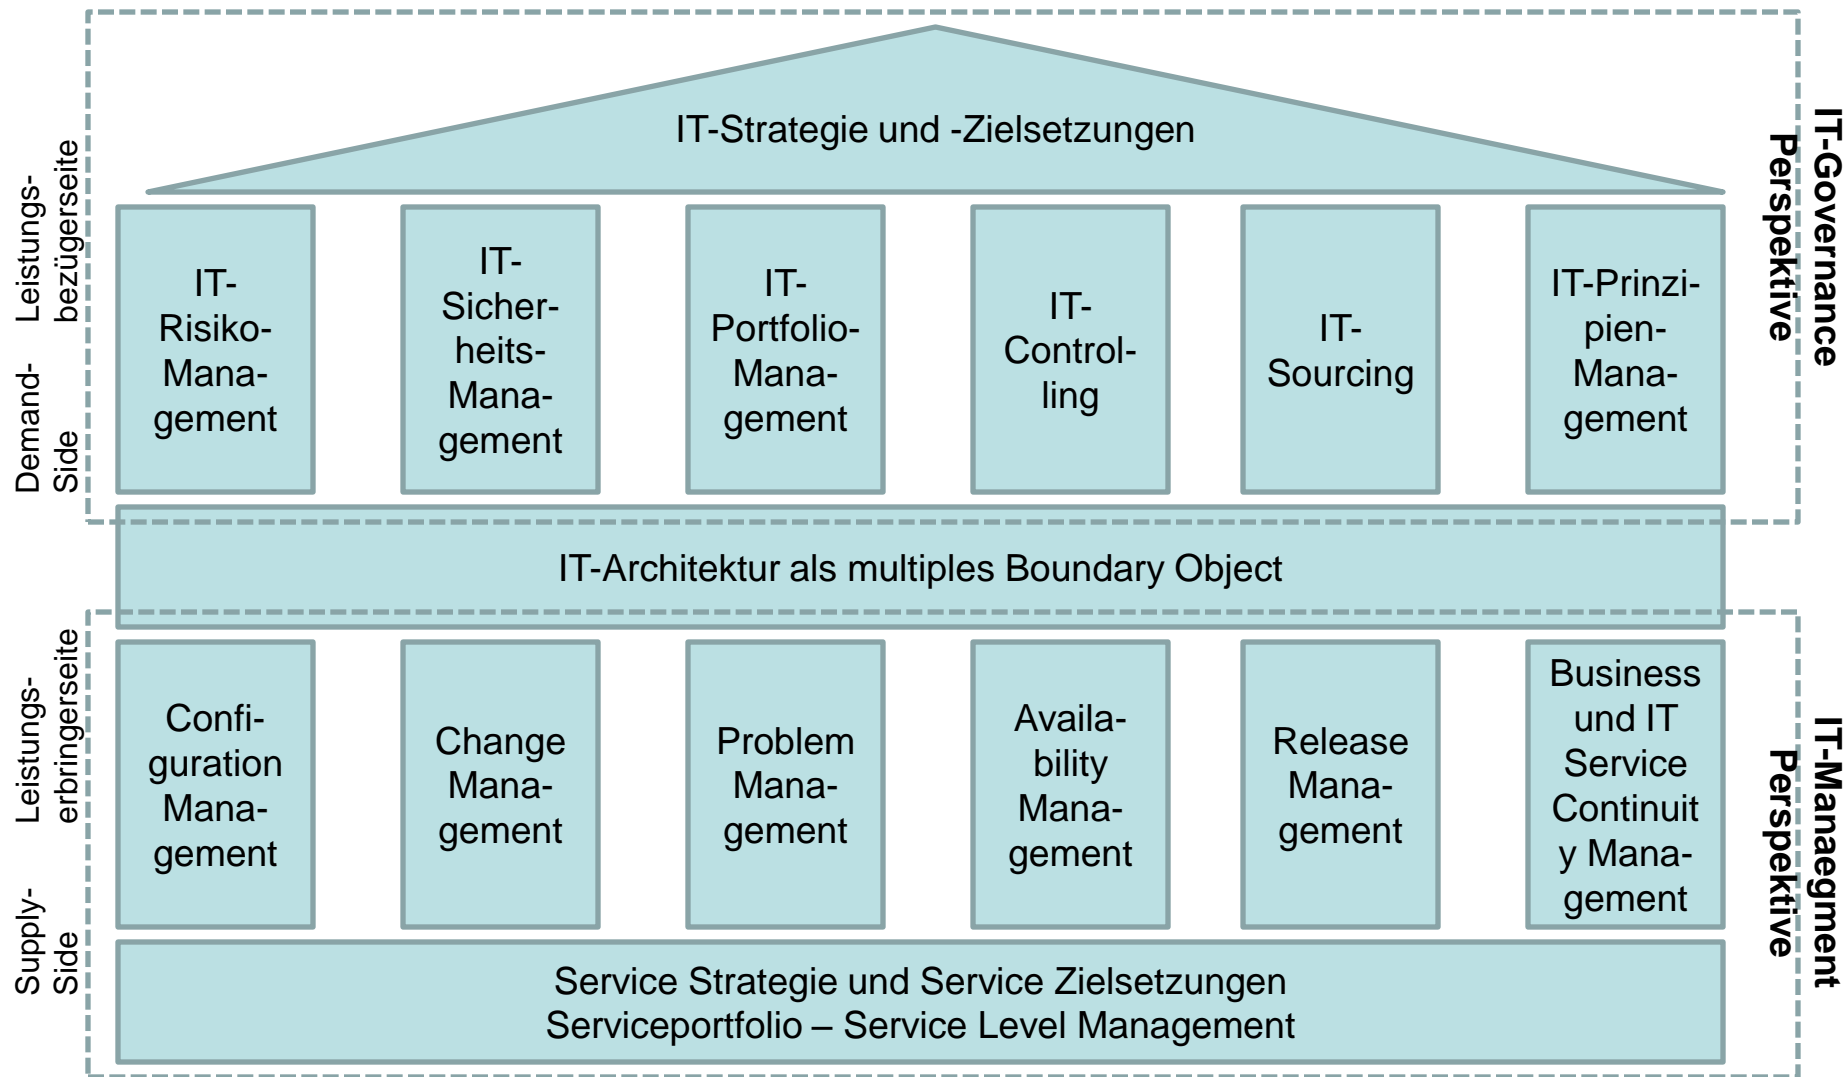 IT-Strategie und -Zielsetzungen
IT-Governance
Perspektive
Leistungs-
bezügerseite
Demand-
Side
IT-
Risiko-
Mana-
gement
IT-
Sicher-
heits-
Mana-
gement
IT-
Portfolio-
Mana-
gement
IT-
Control-
ling
IT-
Sourcing
IT-Prinzi-
pien-
Mana-
gement
IT-Architektur als multiples Boundary Object
Leistungs-
erbringerseite
Supply-
Side
Confi-
guration
Mana-
gement
Change
Mana-
gement
Problem
Mana-
gement
Availa-
bility
Mana-
gement
Release
Mana-
gement
Business
und IT
Service
Continuit
y Mana-
gement
IT-Manaegment
Perspektive
Service Strategie und Service Zielsetzungen
Serviceportfolio – Service Level Management